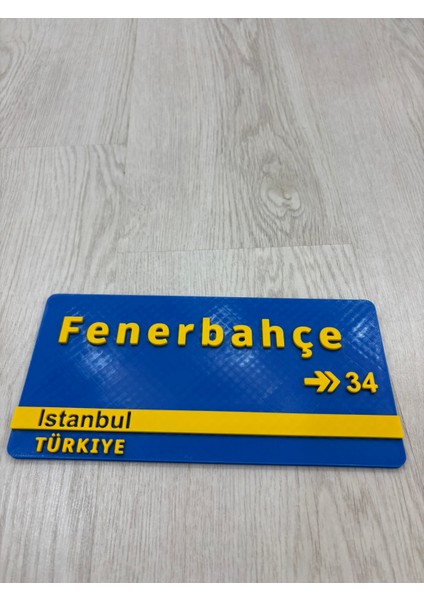 Fenerbahçe
34
Istanbul
TÜRKIYE